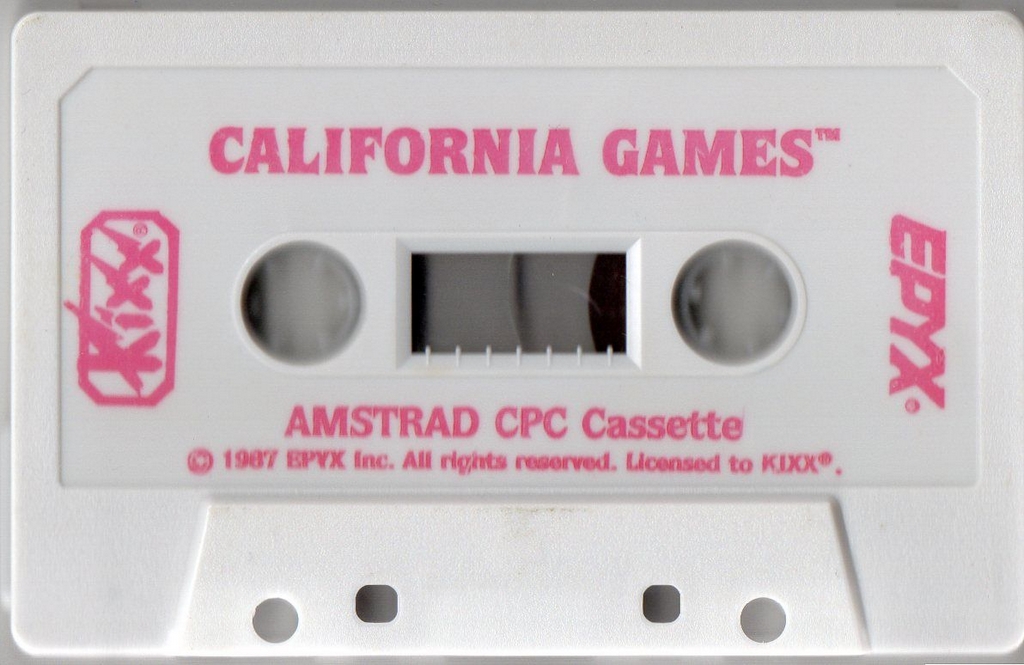 CALIFORNIA GAMES™
Kixx®
EPYX®
AMSTRAD CPC Cassette
© 1987 EPYX Inc. All rights reserved. Licensed to KIXX®.